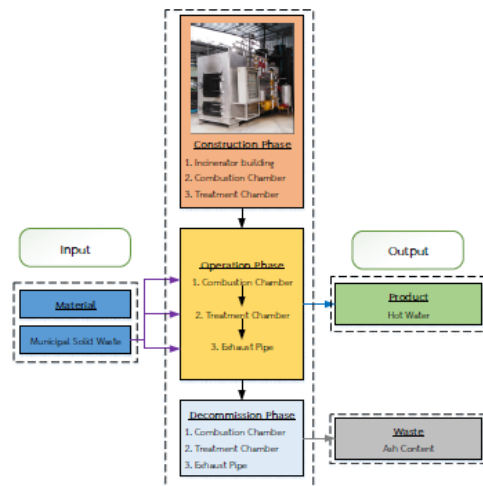 Construction Phase
1. Incinerator building
2. Combustion Chamber
3. Treatment Chamber
Input
Output
Operation Phase
1. Combustion Chamber
2. Treatment Chamber
3. Exhaust Pipe
Material
Municipal Solid Waste
Product
Hot Water
Decommission Phase
1. Combustion Chamber
2. Treatment Chamber
3. Exhaust Pipe
Waste
Ash Content